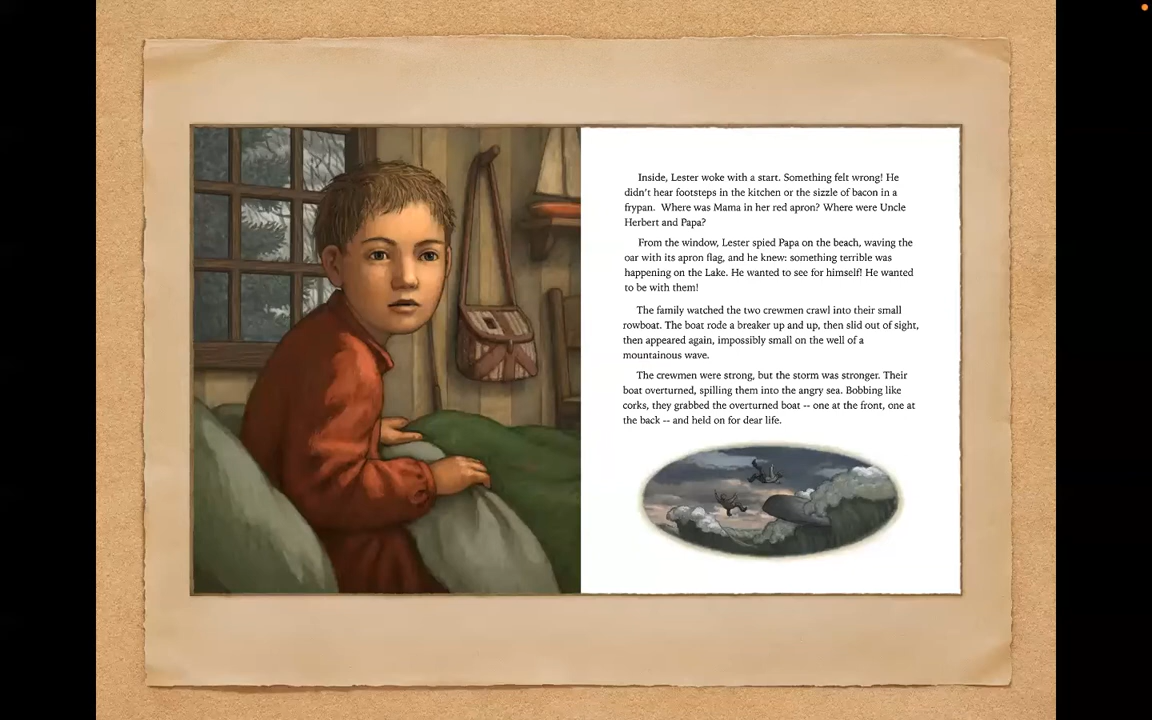 Inside, Lester woke with a start. Something felt wrong! He
didn't hear footsteps in the kitchen or the sizzle of bacon in a
frypan. Where was Mama in her red apron? Where were Uncle
Herbert and Papa?
From the window, Lester spied Papa on the beach, waving the
oar with its apron flag, and he knew: something terrible was
happening on the Lake. He wanted to see for himself! He wanted
to be with them!
The family watched the two crewmen crawl into their small
rowboat. The boat rode a breaker up and up, then slid out of sight,
then appeared again, impossibly small on the well of a
mountainous wave.
The crewmen were strong, but the storm was stronger. Their
boat overturned, spilling them into the angry sea. Bobbing like
corks, they grabbed the overturned boat -- one at the front, one at
the back -- and held on for dear life.